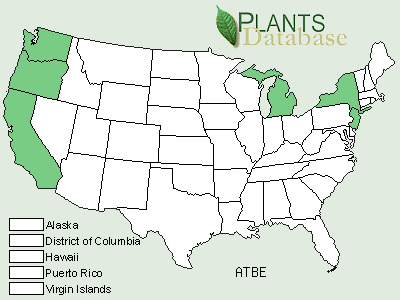 PLANTS
Database
Alaska
District of Columbia
Hawaii
Puerto Rico
Virgin Islands
ATBE